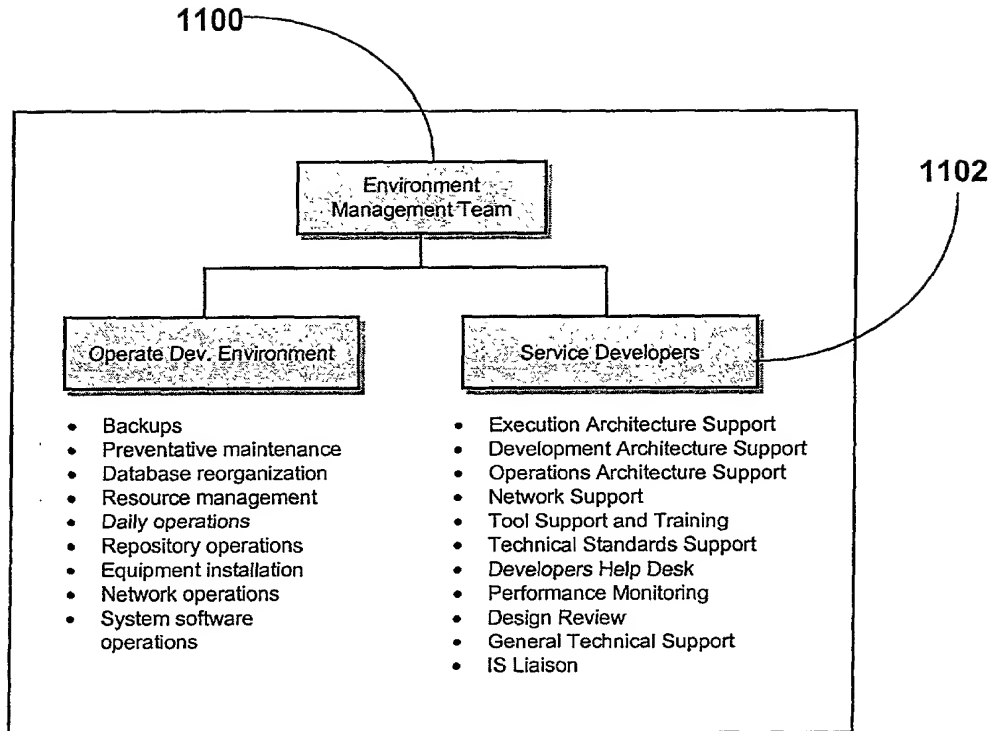 1100
1102
Environment
Management Team
Operate Dev. Environment
• Backups
• Preventative maintenance
• Database reorganization
• Resource management
• Daily operations
• Repository operations
• Equipment installation
• Network operations
• System software
operations
Service Developers
• Execution Architecture Support
• Development Architecture Support
• Operations Architecture Support
• Network Support
• Tool Support and Training
• Technical Standards Support
• Developers Help Desk
• Performance Monitoring
• Design Review
• General Technical Support
• IS Liaison